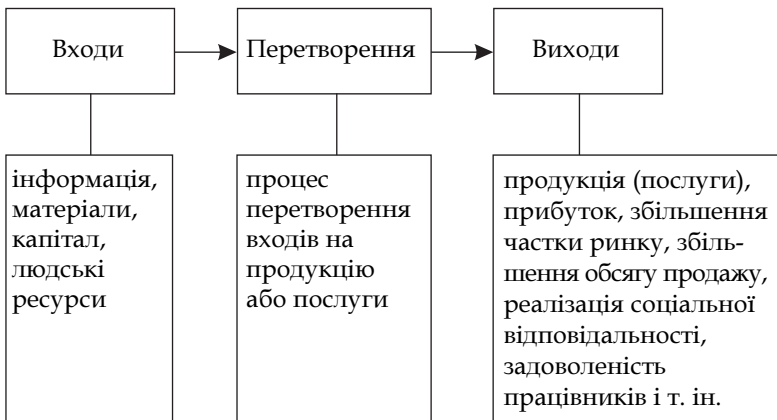 Входи
Перетворення
Виходи
інформація,
матеріали,
капітал,
людські
ресурси
процес
перетворення
входів на
продукцію
або послуги
продукція (послуги),
прибуток, збільшення
частки ринку, збіль-
шення обсягу продажу,
реалізація соціальної
відповідальності,
задоволеність
працівників і т. ін.